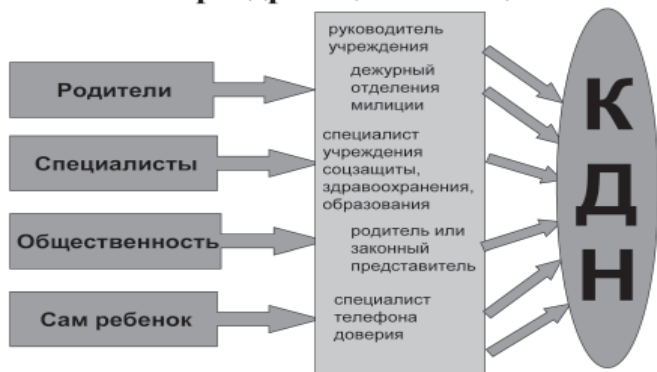 Родители
Специалисты
Общественность
Сам ребенок
руководитель
учреждения
дежурный
отделения
милиции
специалист
учреждения
соцзащиты,
здравоохранения,
образования
родитель или
законный
представитель
специалист
телефона
доверия
К
Д
Н